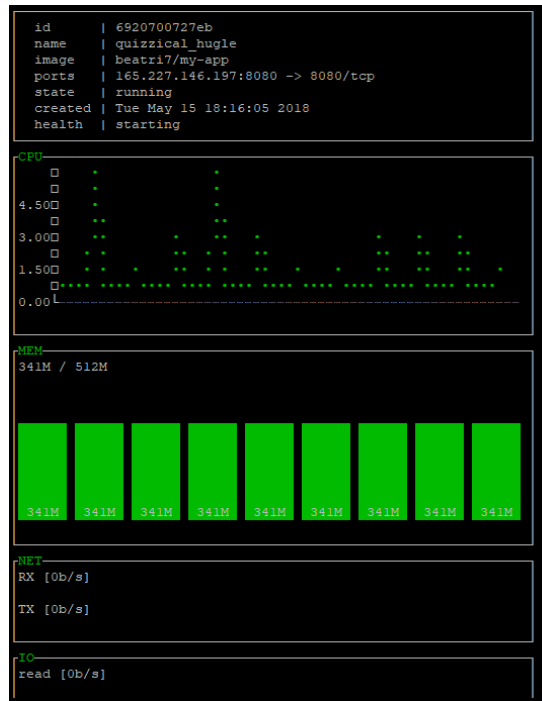 id | 6920700727eb
name | quizzical_hugle
image | beatri7/my-app
ports | 165.227.146.197:8080 -> 8080/tcp
state | running
created | Tue May 15 18:16:05 2018
health | starting
CPU
4.50
3.00
1.50
0.00
MEM
341M / 512M
341M 341M 341M 341M 341M 341M 341M 341M 341M
NET
RX [0b/s]
TX [0b/s]
IO
read [0b/s]